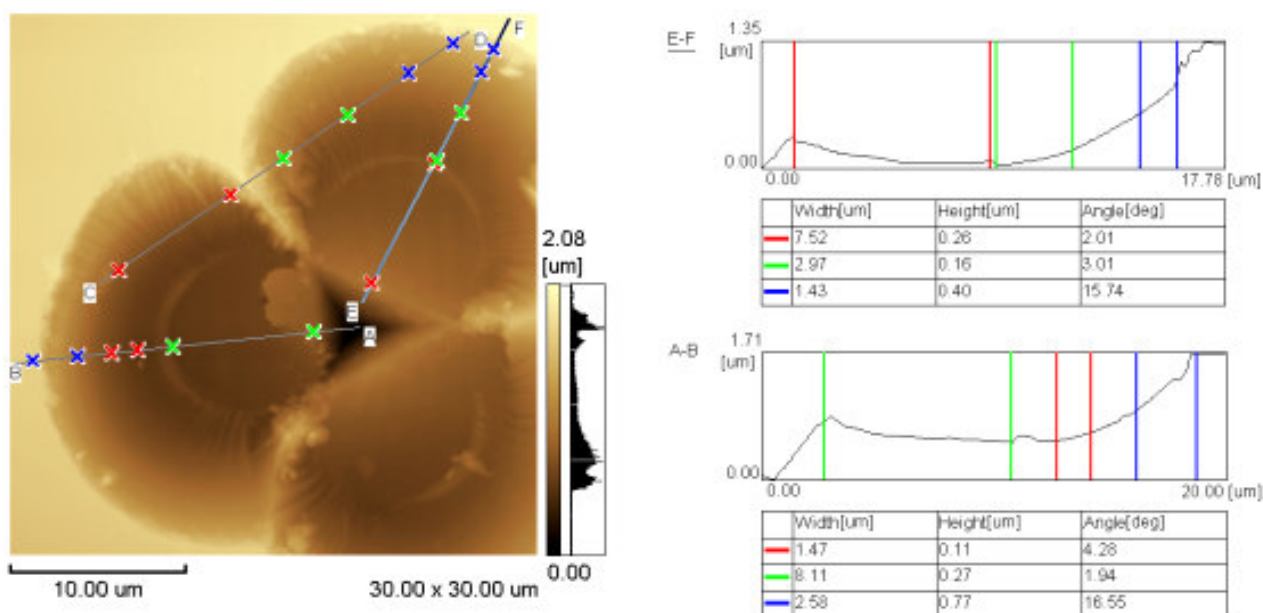 F
D
C
E
A
B
2.08
[um]
0.00
10.00 um
30.00 x 30.00 um
E-F
1.35
[um]
0.00
0.00
17.78 [um]
Width[um] Height[um] Angle[deg]
7.52 0.26 2.01
2.97 0.16 3.01
1.43 0.40 15.74
A-B
1.71
[um]
0.00
0.00
20.00 [um]
Width[um] Height[um] Angle[deg]
1.47 0.11 4.28
8.11 0.27 1.94
2.58 0.77 16.55